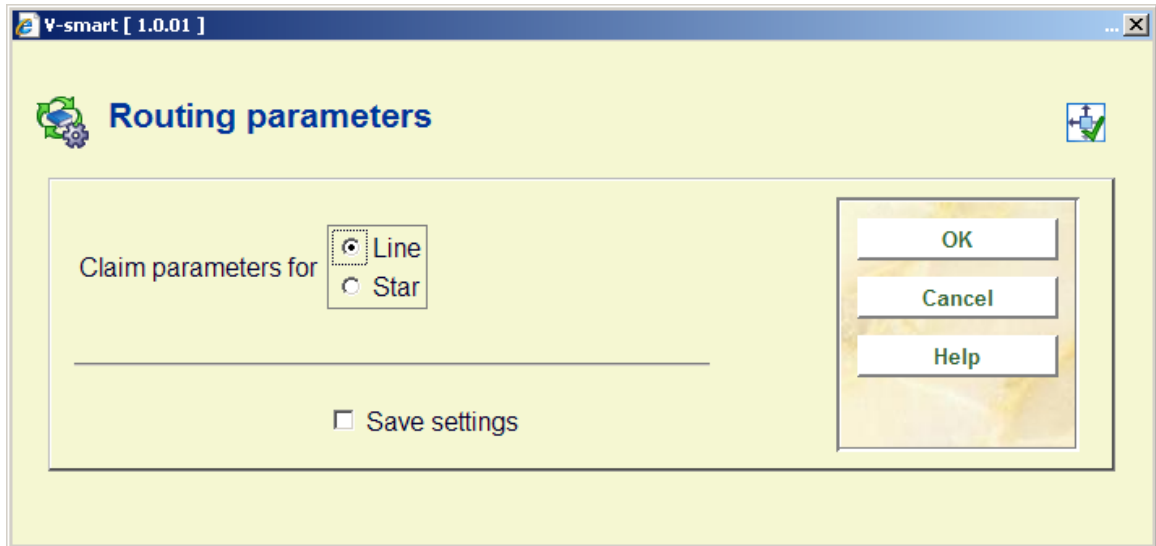 V-smart [ 1.0.01 ]
...
Routing parameters
Claim parameters for
Line
Star
Save settings
OK
Cancel
Help